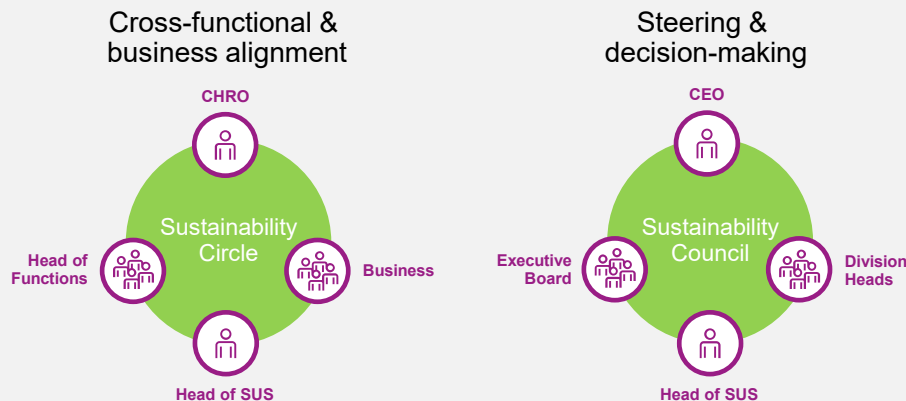 Cross-functional &
business alignment
CHRO
Sustainability
Circle
Head of
Functions
Business
Head of SUS
Steering &
decision-making
CEO
Sustainability
Council
Executive
Board
Division
Heads
Head of SUS